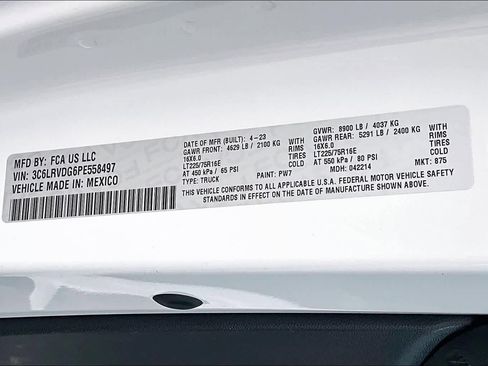 MFD BY: FCA US LLC
VIN: 3C6LRVDG6PE558497
VEHICLE MADE IN: MEXICO
DATE OF MFR (BUILT): 4-23
GAWR FRONT: 4629 LB / 2100 KG WITH
16X6.0 RIMS
LT225/75R16E TIRES
AT 450 kPa / 65 PSI COLD
TYPE: TRUCK PAINT: PW7
GVWR: 8900 LB / 4037 KG
GAWR REAR: 5291 LB / 2400 KG WITH
16X6.0 RIMS
LT225/75R16E TIRES
AT 550 kPa / 80 PSI COLD
MDH: 042214 MKT: 875
THIS VEHICLE CONFORMS TO ALL APPLICABLE U.S.A. FEDERAL MOTOR VEHICLE SAFETY
STANDARDS IN EFFECT ON THE DATE OF MANUFACTURE SHOWN ABOVE.